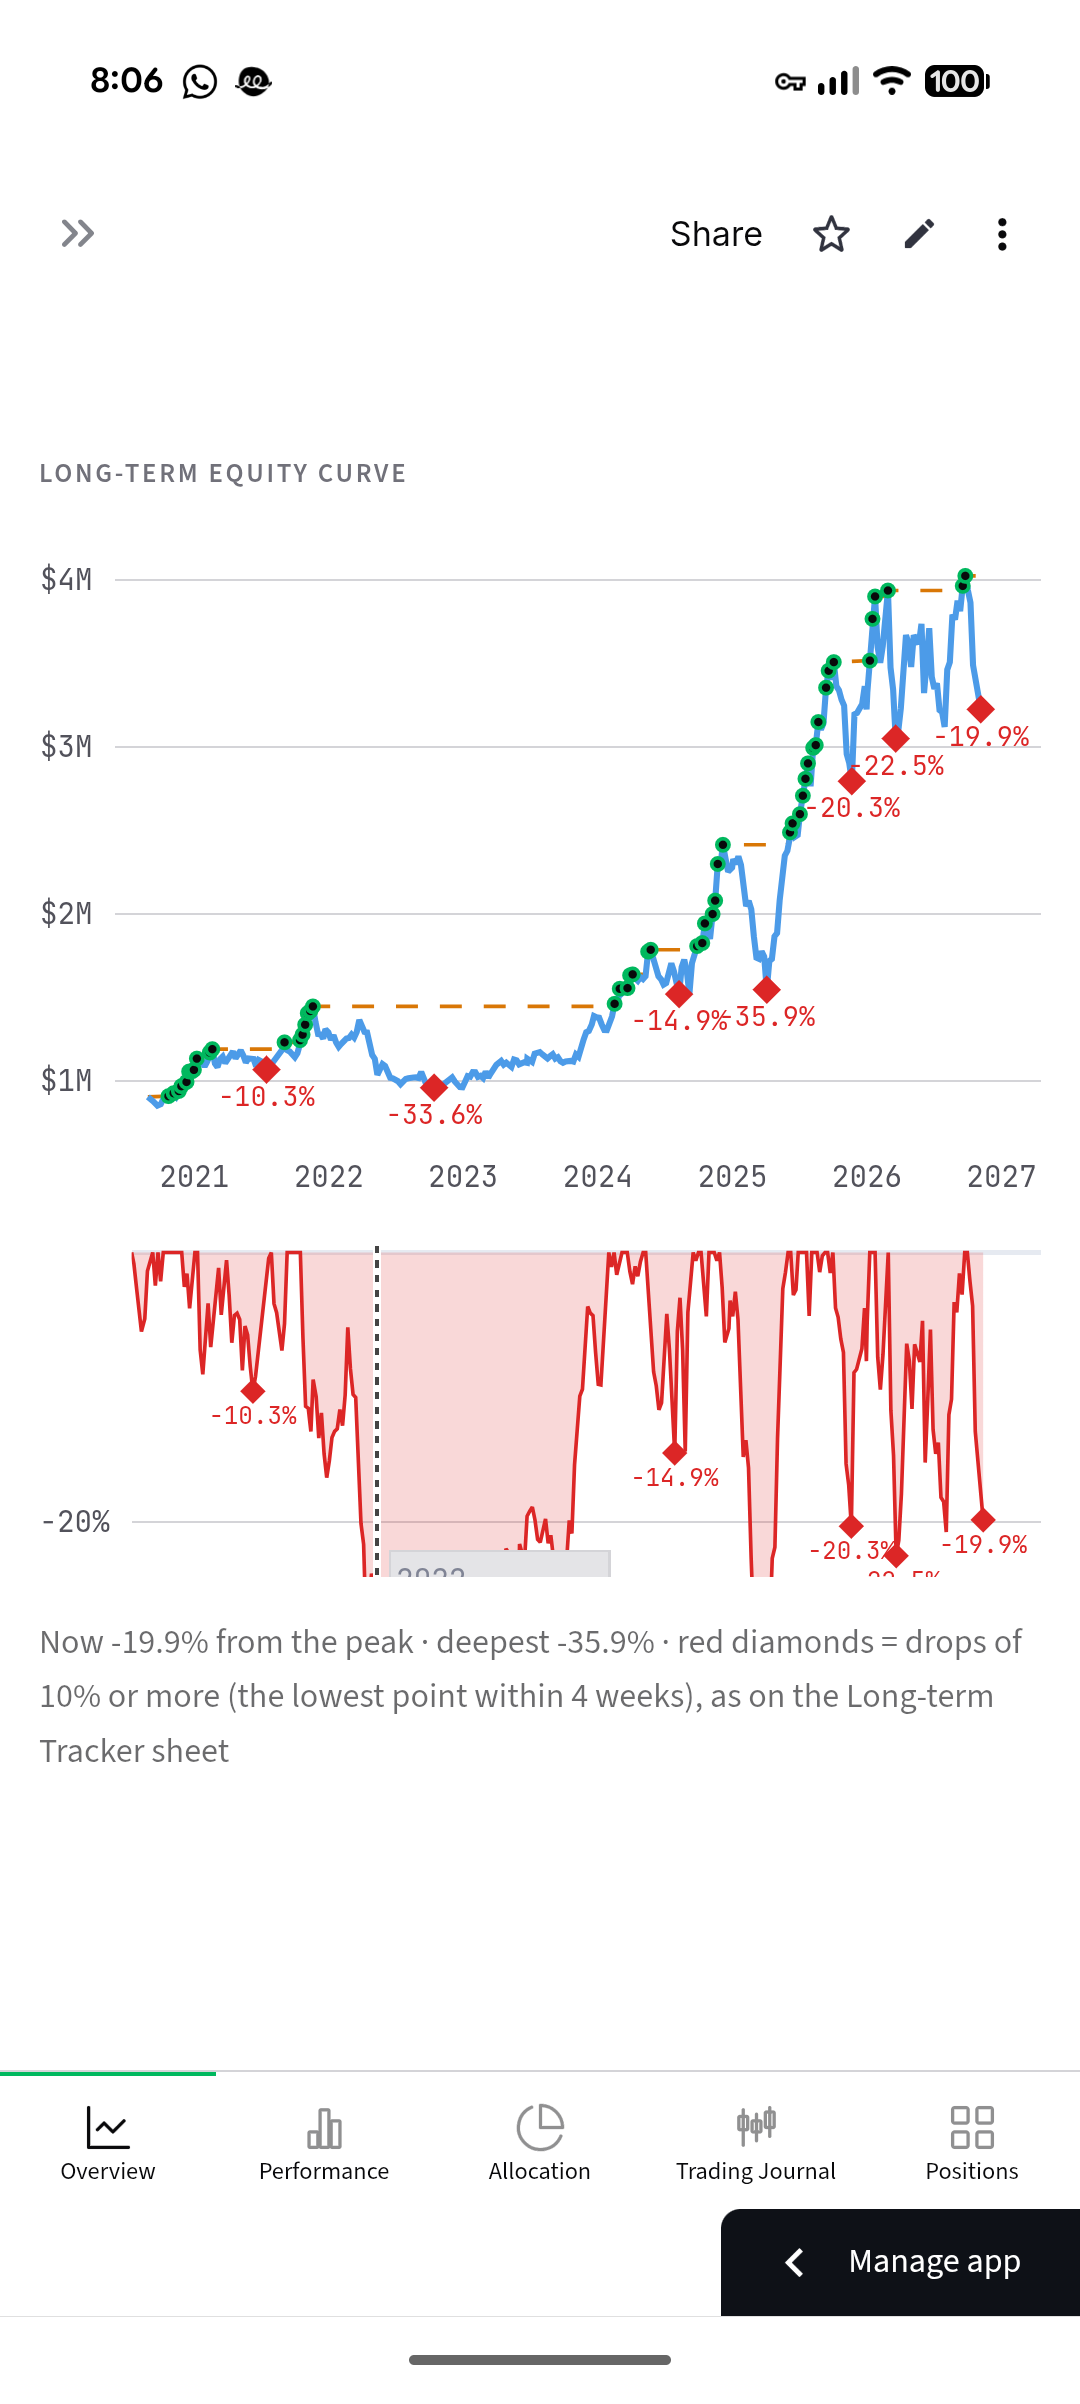 8:06
100
Share
LONG-TERM EQUITY CURVE
$4M
$3M
$2M
$1M
-19.9%
-22.5%
-20.3%
-14.9%
-35.9%
-10.3%
-33.6%
2021 2022 2023 2024 2025 2026 2027
-10.3%
-14.9%
-20%
-20.3%
-19.9%
Now -19.9% from the peak · deepest -35.9% · red diamonds = drops of
10% or more (the lowest point within 4 weeks), as on the Long-term
Tracker sheet
Overview Performance Allocation Trading Journal Positions
Manage app